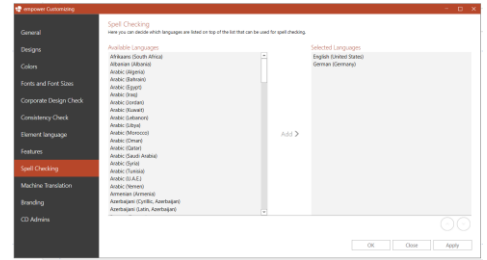 empower Customizing
General
Designs
Colors
Fonts and Font Sizes
Corporate Design Check
Consistency Check
Element language
Features
Spell Checking
Machine Translation
Branding
CD Admins
Spell Checking
Here you can decide which languages are listed on top of the list that can be used for spell checking.
Available Languages
Afrikaans (South Africa)
Albanian (Albania)
Arabic (Algeria)
Arabic (Bahrain)
Arabic (Egypt)
Arabic (Iraq)
Arabic (Jordan)
Arabic (Kuwait)
Arabic (Lebanon)
Arabic (Libya)
Arabic (Morocco)
Arabic (Oman)
Arabic (Qatar)
Arabic (Saudi Arabia)
Arabic (Syria)
Arabic (Tunisia)
Arabic (U.A.E.)
Arabic (Yemen)
Armenian (Armenia)
Azerbaijani (Cyrillic, Azerbaijan)
Azerbaijani (Latin, Azerbaijan)
Add >
Selected Languages
English (United States)
German (Germany)
OK
Close
Apply